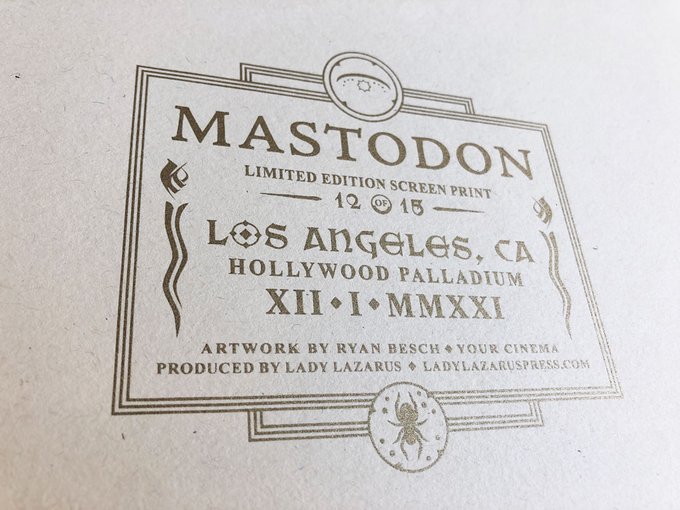 MASTODON
LIMITED EDITION SCREEN PRINT
12 OF 15
LOS ANGELES, CA
HOLLYWOOD PALLADIUM
XII ◆ I ◆ MMXXI
ARTWORK BY RYAN BESCH ◆ YOUR CINEMA
PRODUCED BY LADY LAZARUS ◆ LADYLAZARUSPRESS.COM